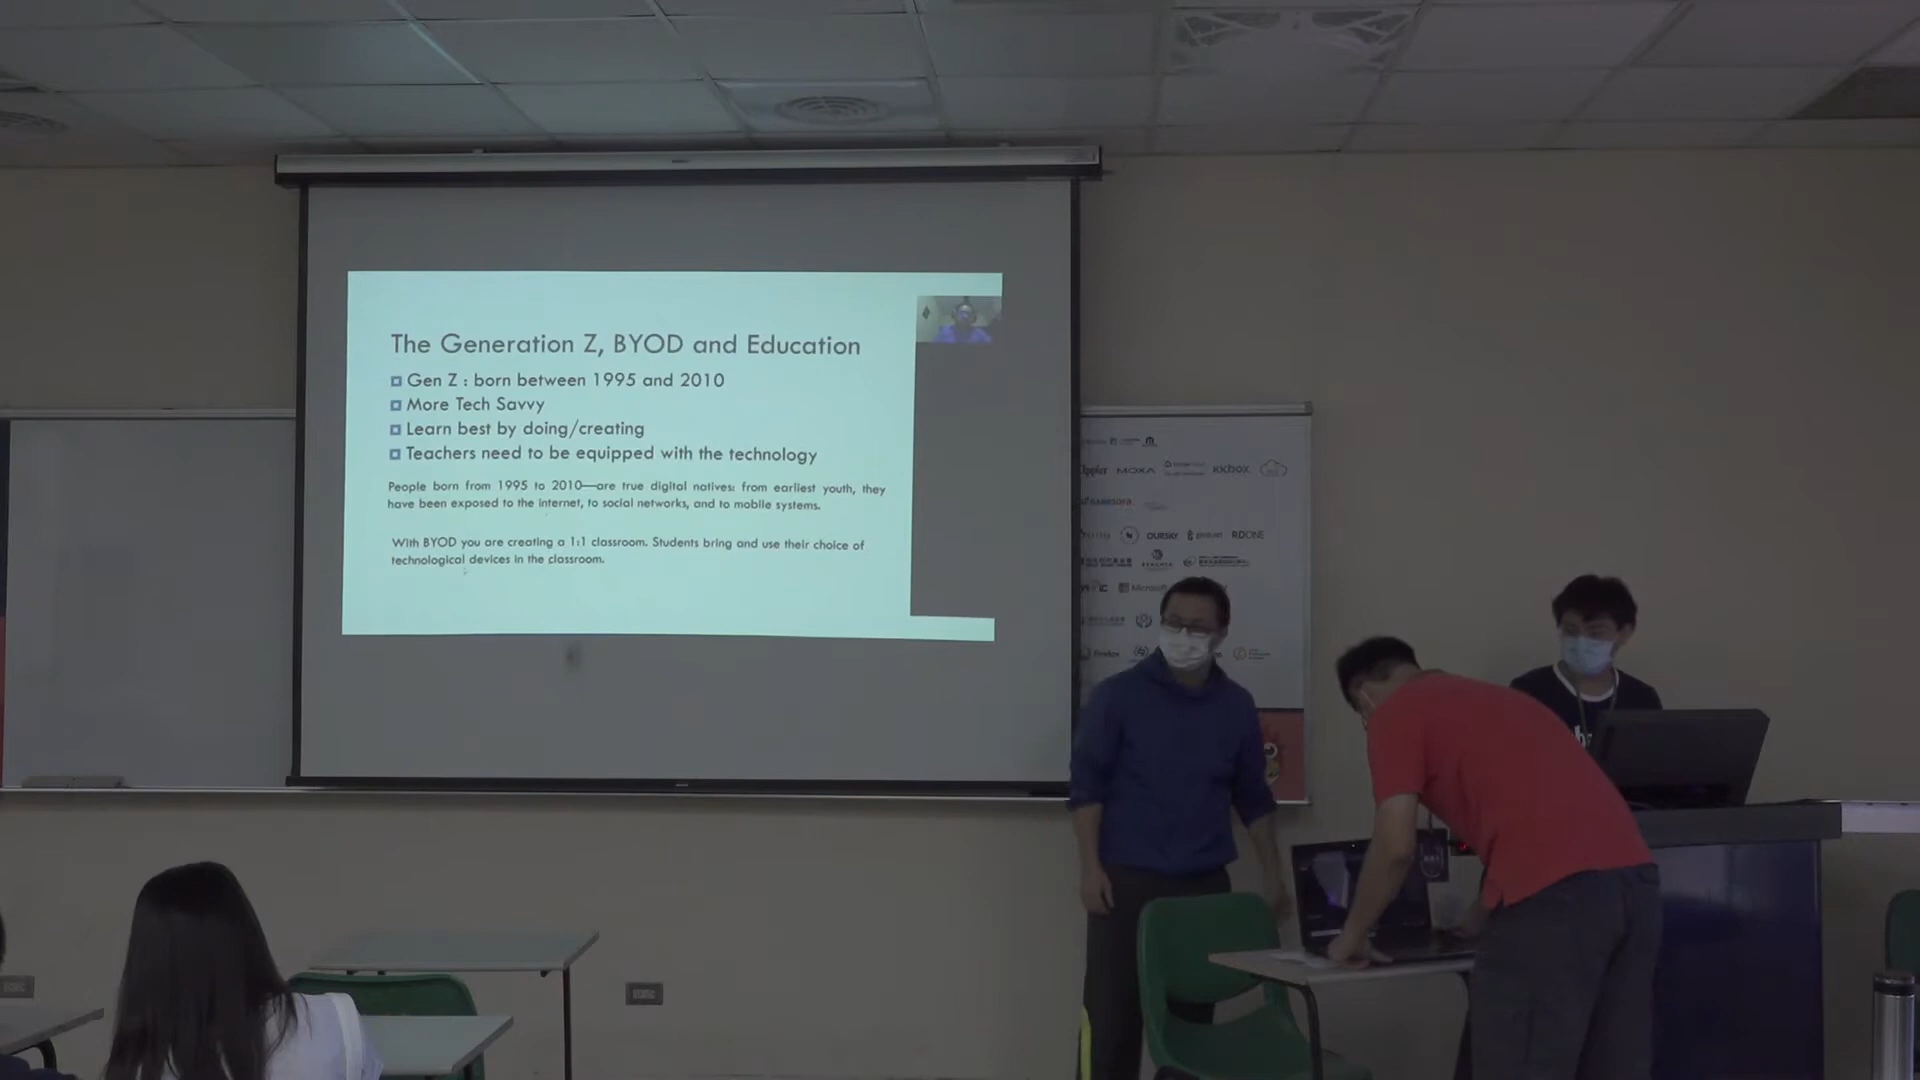 The Generation Z, BYOD and Education
Gen Z : born between 1995 and 2010
More Tech Savvy
Learn best by doing/creating
Teachers need to be equipped with the technology
People born from 1995 to 2010—are true digital natives: from earliest youth, they
have been exposed to the internet, to social networks, and to mobile systems.
With BYOD you are creating a 1:1 classroom. Students bring and use their choice of
technological devices in the classroom.
MOXA KKBOX
OURSKY RDONE
Microsoft
Firefox